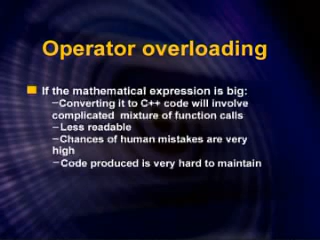 Operator overloading
If the mathematical expression is big:
–Converting it to C++ code will involve
complicated mixture of function calls
–Less readable
–Chances of human mistakes are very
high
–Code produced is very hard to maintain